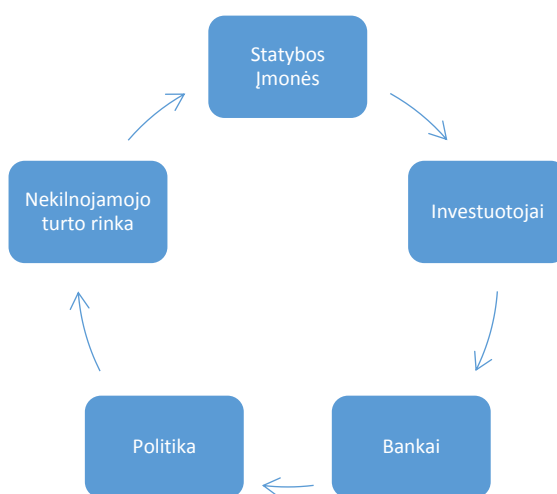 Statybos
Įmonės
Investuotojai
Bankai
Politika
Nekilnojamojo
turto rinka